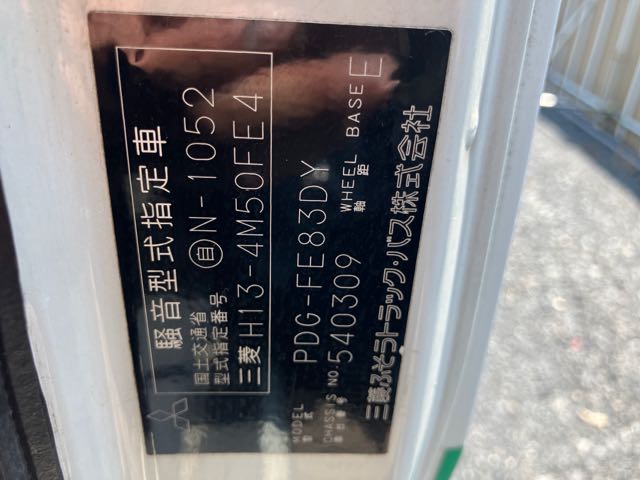 騒音型式指定車
国土交通省
型式指定番号 自N-1052
三菱 H13-4M50FE4
MODEL
型式 PDG-FE83DY
CHASSIS NO.
車台番号 540309 WHEEL BASE
軸距 E
三菱ふそうトラック・バス株式会社